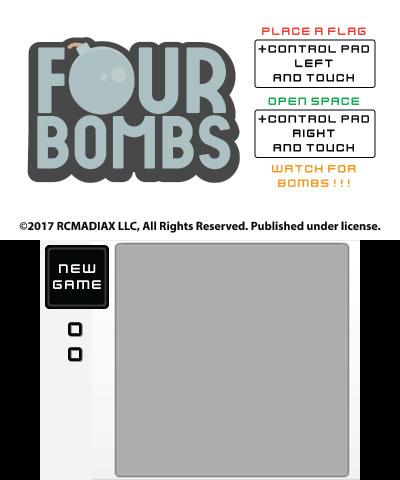 FOUR
BOMBS
PLACE A FLAG
+CONTROL PAD
LEFT
AND TOUCH
OPEN SPACE
+CONTROL PAD
RIGHT
AND TOUCH
WATCH FOR
BOMBS!!!
©2017 RCMADIAX LLC, All Rights Reserved. Published under license.
NEW
GAME